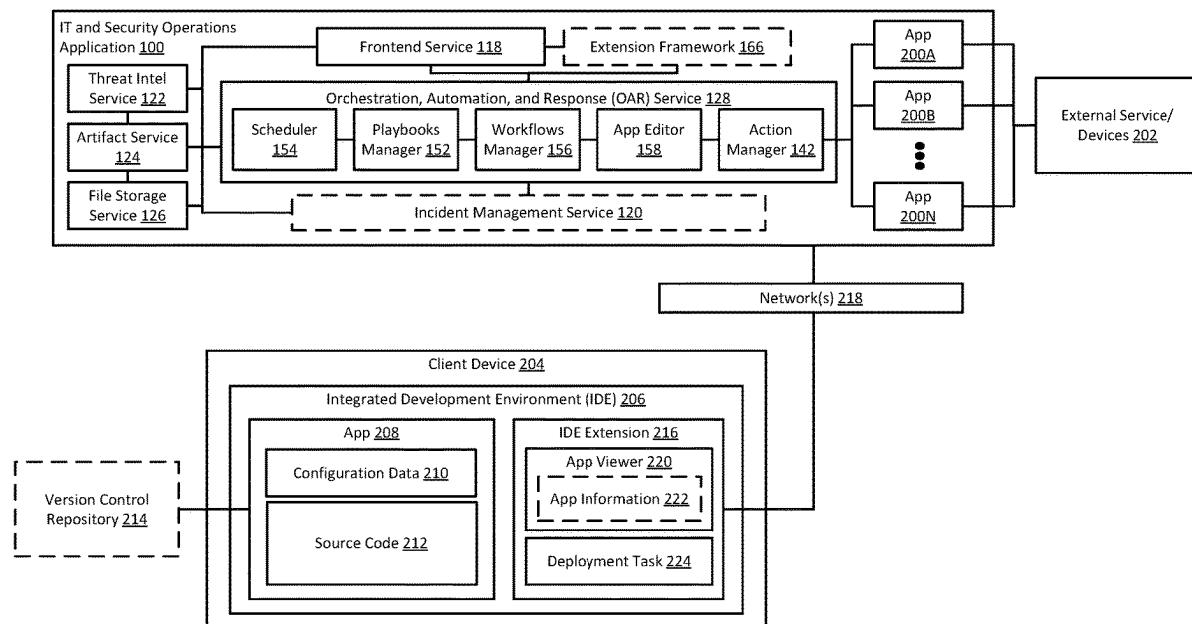 IT and Security Operations
Application 100
Frontend Service 118
Extension Framework 166
Threat Intel
Service 122
Artifact Service
124
File Storage
Service 126
Orchestration, Automation, and Response (OAR) Service 128
Scheduler
154
Playbooks
Manager 152
Workflows
Manager 156
App Editor
158
Action
Manager 142
Incident Management Service 120
App
200A
App
200B
App
200N
External Service/
Devices 202
Network(s) 218
Client Device 204
Integrated Development Environment (IDE) 206
App 208
Configuration Data 210
Source Code 212
IDE Extension 216
App Viewer 220
App Information 222
Deployment Task 224
Version Control
Repository 214